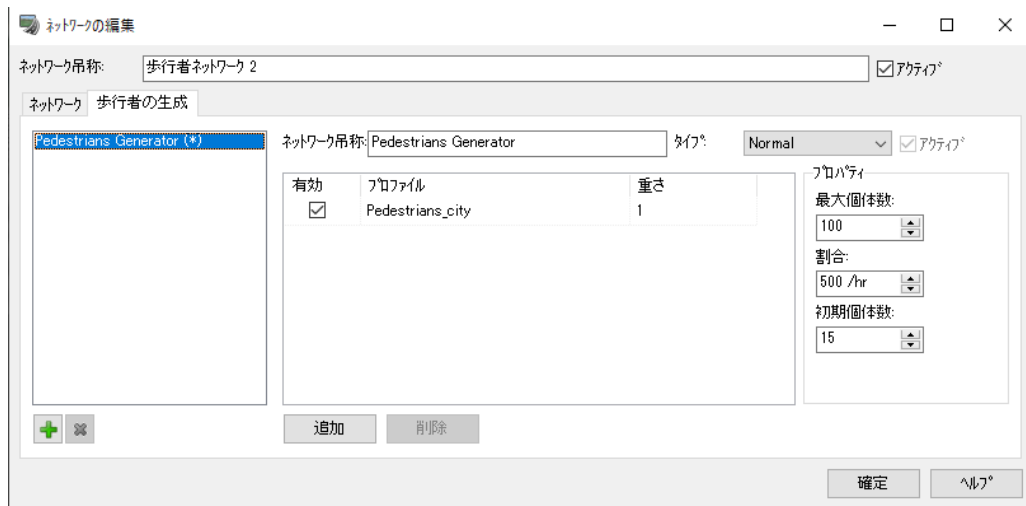 ネットワークの編集
ネットワーク吊称: 歩行者ネットワーク 2 アクティブ
ネットワーク 歩行者の生成
Pedestrians Generator (*) ネットワーク吊称: Pedestrians Generator タイプ: Normal アクティブ
プロパティ
有効 プロファイル 重さ
Pedestrians_city 1
最大個体数:
100
割合:
500 /hr
初期個体数:
15
追加 削除
確定 ヘルプ